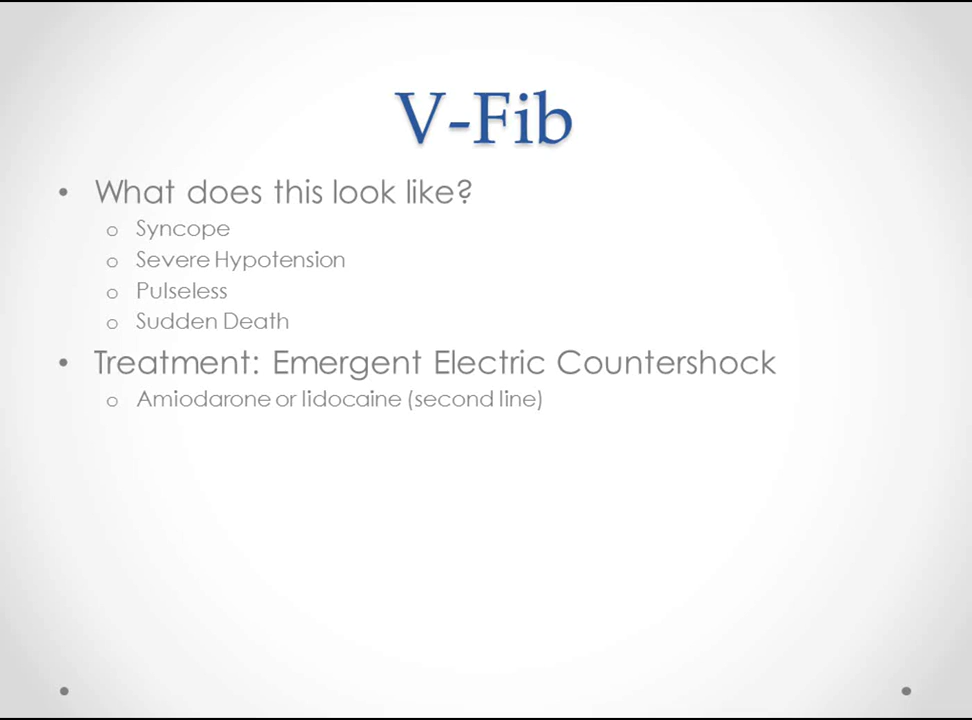 V-Fib
• What does this look like?
o Syncope
o Severe Hypotension
o Pulseless
o Sudden Death
• Treatment: Emergent Electric Countershock
o Amiodarone or lidocaine (second line)